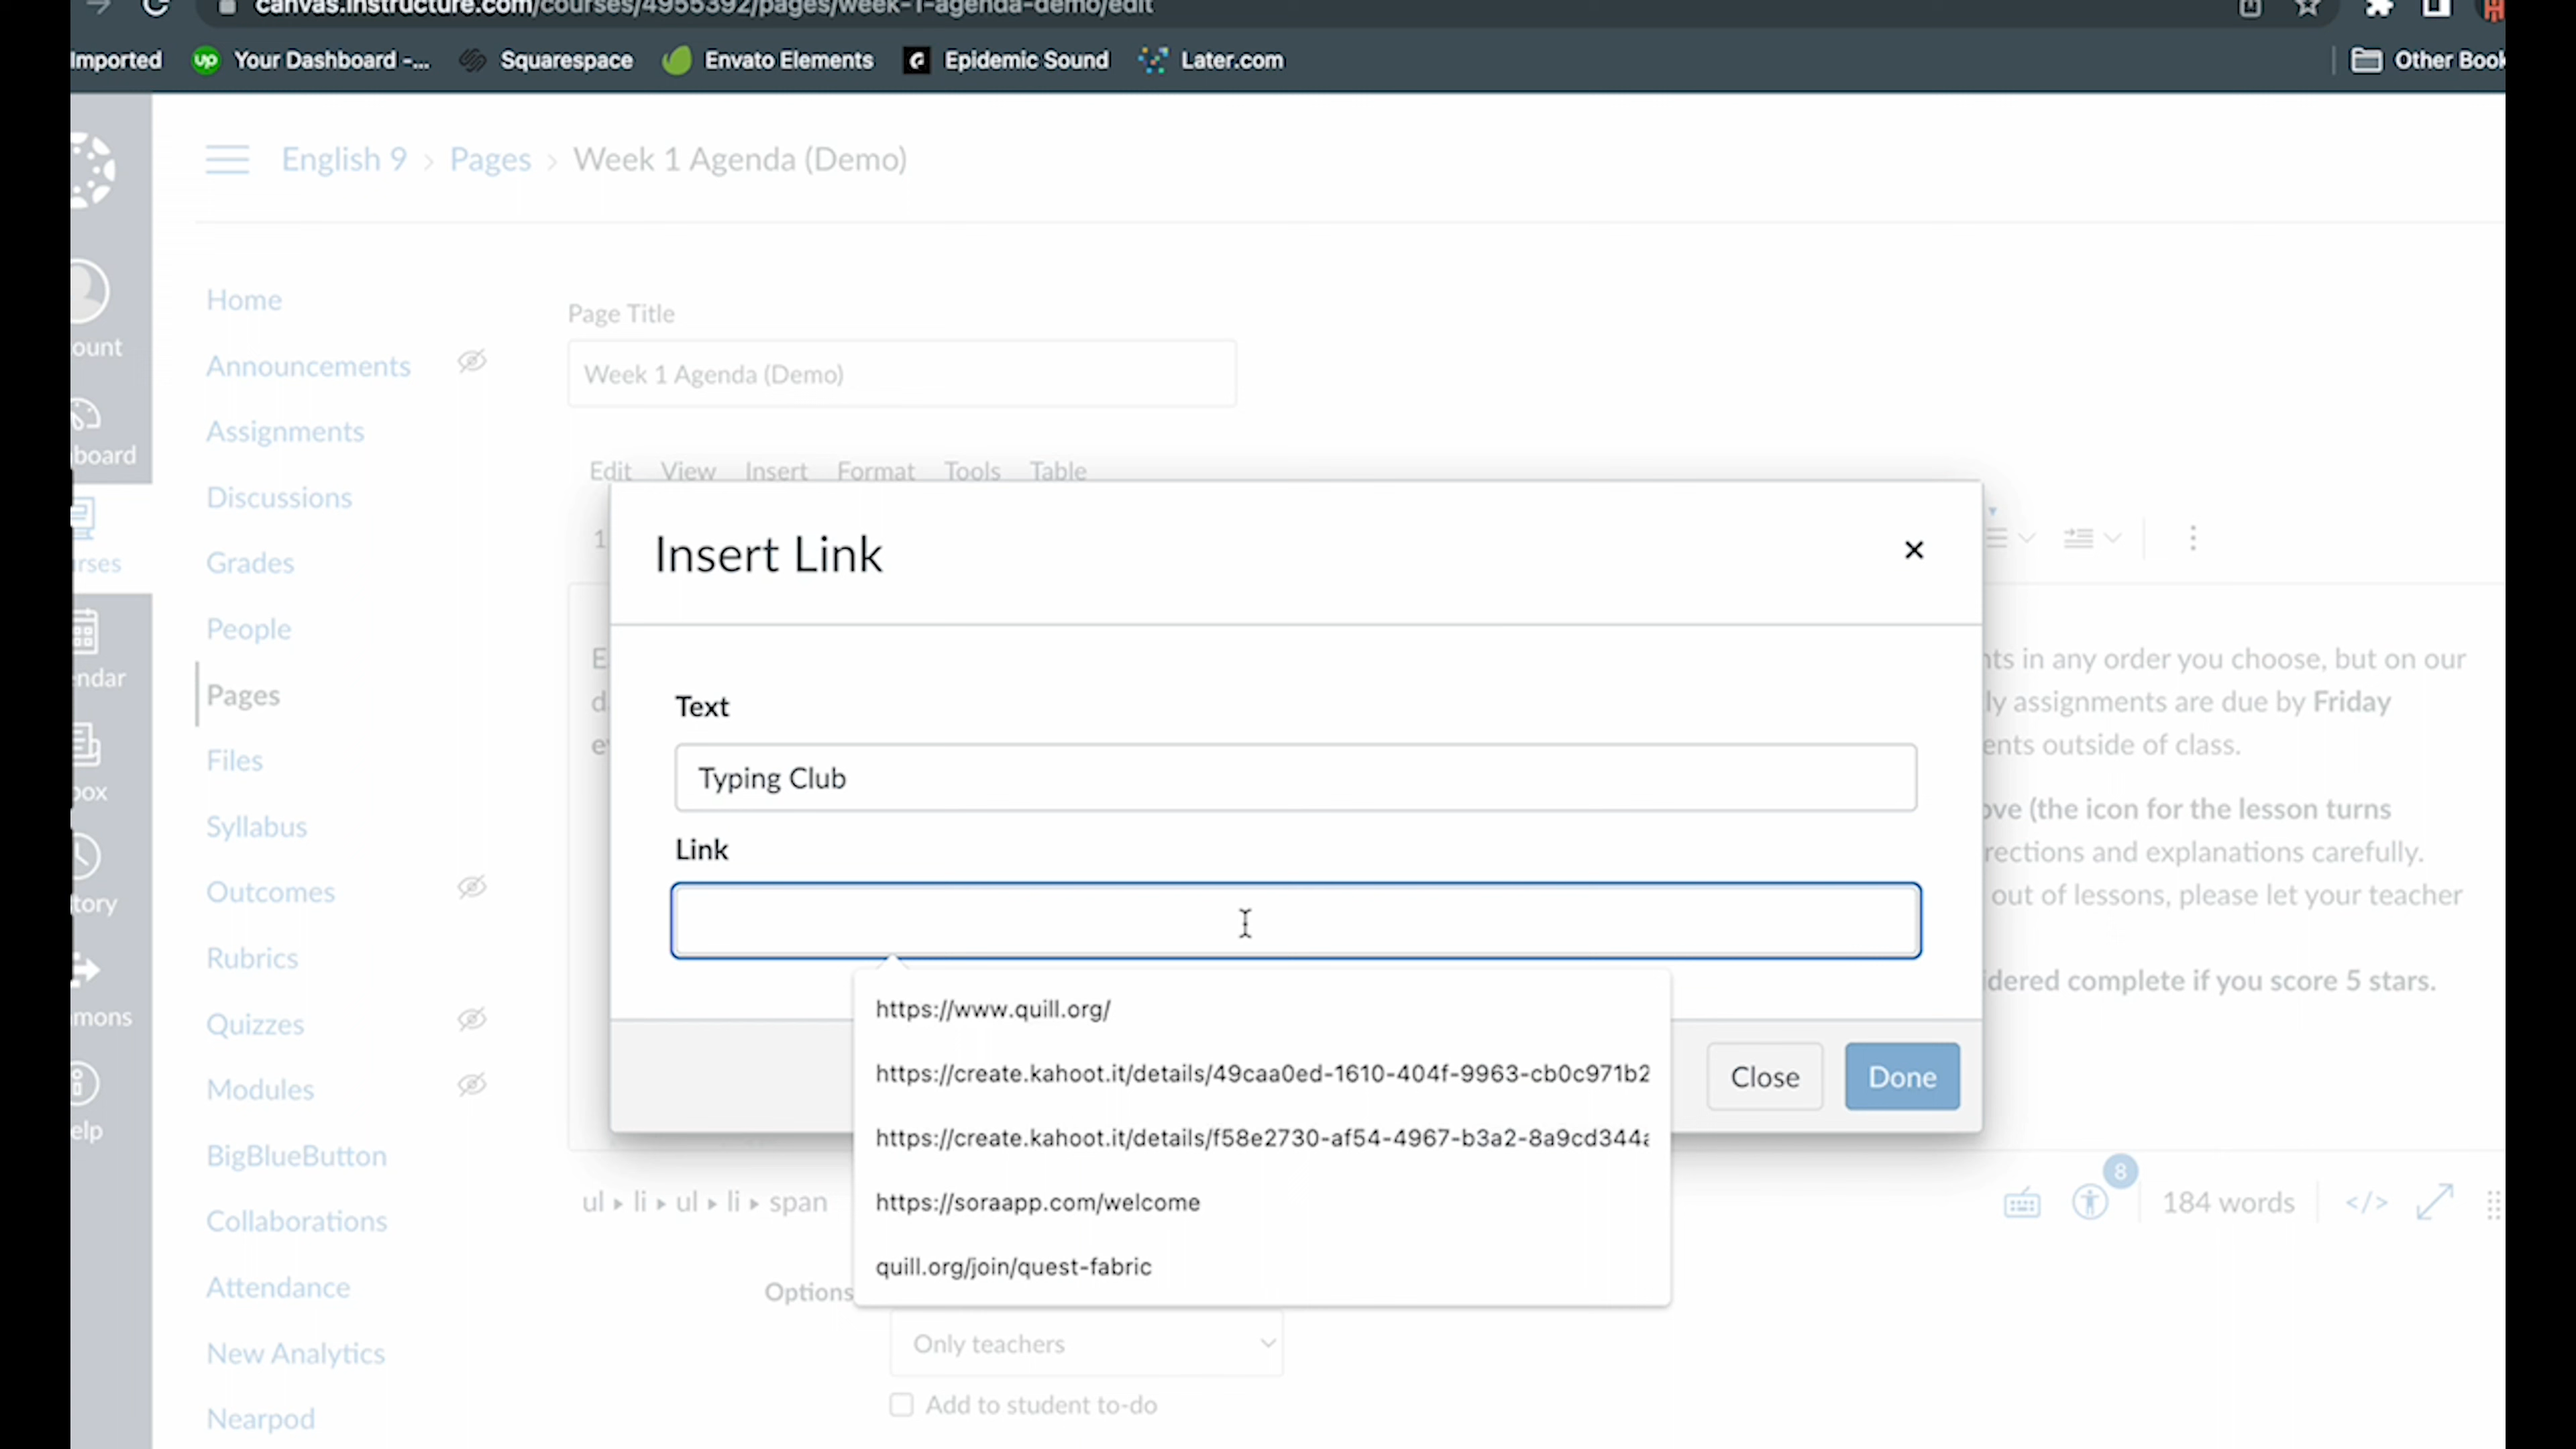 canvas.instructure.com/courses/4955392/pages/week-1-agenda-demo/edit
Imported
Your Dashboard -...
Squarespace
Envato Elements
Epidemic Sound
Later.com
Other Book
English 9 > Pages > Week 1 Agenda (Demo)
ount
board
rses
ndar
box
tory
mons
elp
Home
Announcements
Assignments
Discussions
Grades
People
Pages
Files
Syllabus
Outcomes
Rubrics
Quizzes
Modules
BigBlueButton
Collaborations
Attendance
New Analytics
Nearpod
Page Title
Week 1 Agenda (Demo)
Edit View Insert Format Tools Table
1
E
d
e
nts in any order you choose, but on our
ly assignments are due by Friday
ents outside of class.
ove (the icon for the lesson turns
rections and explanations carefully.
out of lessons, please let your teacher
dered complete if you score 5 stars.
Insert Link
Text
Typing Club
Link
https://www.quill.org/
https://create.kahoot.it/details/49caa0ed-1610-404f-9963-cb0c971b2
https://create.kahoot.it/details/f58e2730-af54-4967-b3a2-8a9cd344a
https://soraapp.com/welcome
quill.org/join/quest-fabric
Close
Done
ul ▸ li ▸ ul ▸ li ▸ span
8
184 words
</>
Options
Only teachers
Add to student to-do